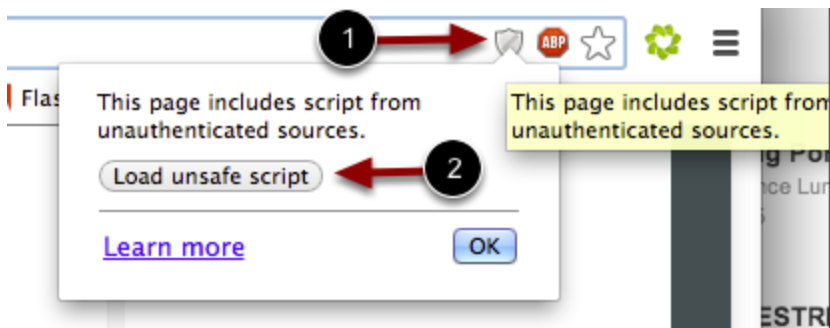 1
ABP
Flas
This page includes script from
unauthenticated sources.
This page includes script from
unauthenticated sources.
Load unsafe script
2
Learn more
OK